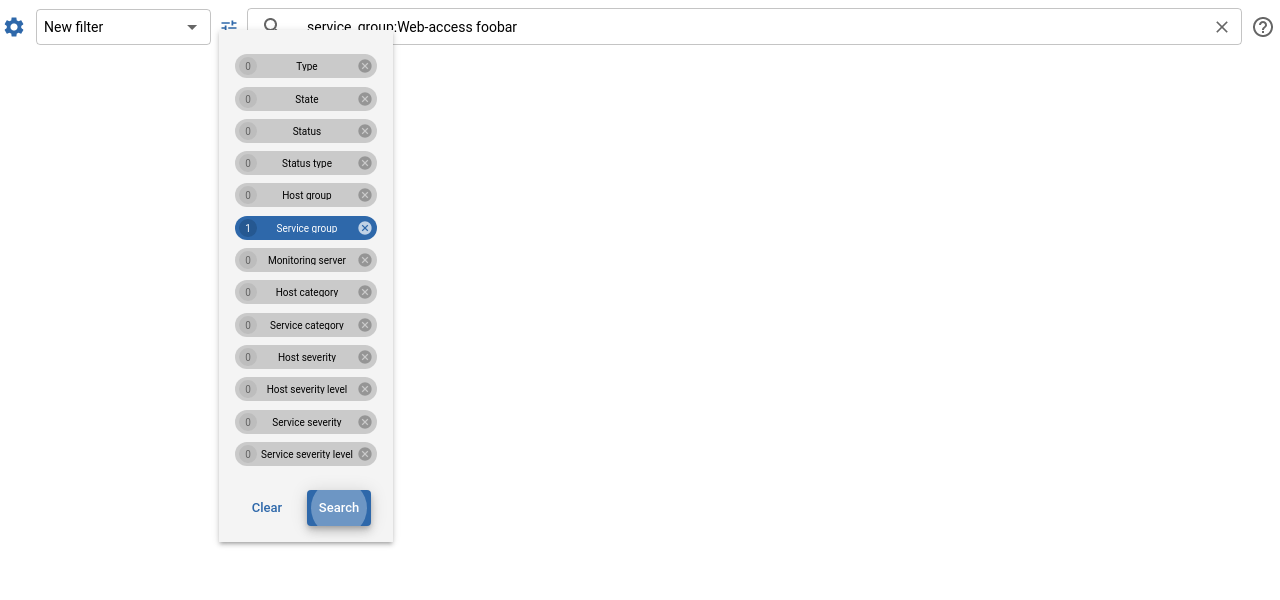 New filter
service_group:Web-access foobar
0 Type
0 State
0 Status
0 Status type
0 Host group
1 Service group
0 Monitoring server
0 Host category
0 Service category
0 Host severity
0 Host severity level
0 Service severity
0 Service severity level
Clear Search